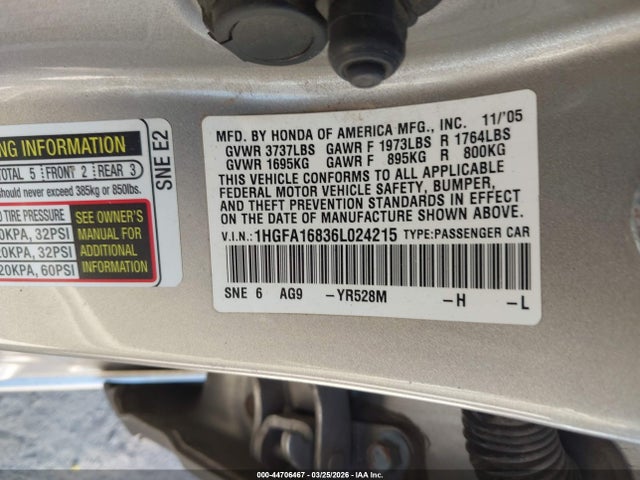 NG INFORMATION
TOTAL 5 FRONT 2 REAR 3
should never exceed 385kg or 850lbs.
TIRE PRESSURE
0KPA, 32PSI
0KPA, 32PSI
20KPA, 60PSI
SEE OWNER'S
MANUAL FOR
ADDITIONAL
INFORMATION
SNE E2
MFD. BY HONDA OF AMERICA MFG., INC. 11/'05
GVWR 3737LBS GAWR F 1973LBS R 1764LBS
GVWR 1695KG GAWR F 895KG R 800KG
THIS VEHICLE CONFORMS TO ALL APPLICABLE
FEDERAL MOTOR VEHICLE SAFETY, BUMPER,
AND THEFT PREVENTION STANDARDS IN EFFECT
ON THE DATE OF MANUFACTURE SHOWN ABOVE.
V.I.N.: 1HGFA16836L024215 TYPE:PASSENGER CAR
SNE 6 AG9 -YR528M -H -L
000-44706467 - 03/25/2026 - IAA Inc.